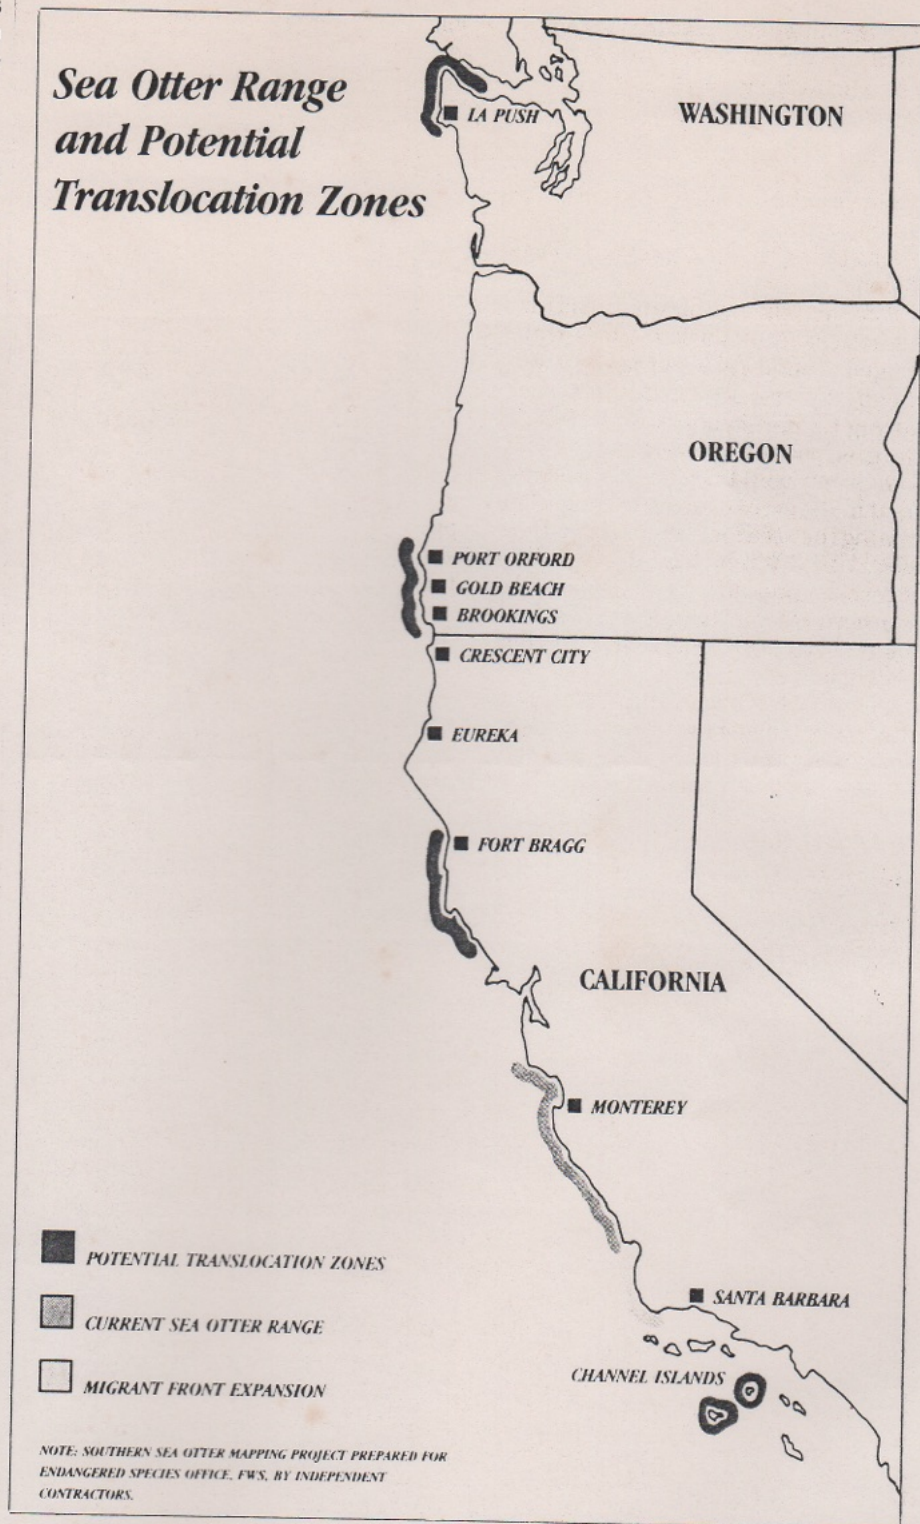 Sea Otter Range
and Potential
Translocation Zones
WASHINGTON
LA PUSH
OREGON
PORT ORFORD
GOLD BEACH
BROOKINGS
CRESCENT CITY
EUREKA
FORT BRAGG
CALIFORNIA
MONTEREY
SANTA BARBARA
CHANNEL ISLANDS
POTENTIAL TRANSLOCATION ZONES
CURRENT SEA OTTER RANGE
MIGRANT FRONT EXPANSION
NOTE: SOUTHERN SEA OTTER MAPPING PROJECT PREPARED FOR
ENDANGERED SPECIES OFFICE, FWS, BY INDEPENDENT
CONTRACTORS.